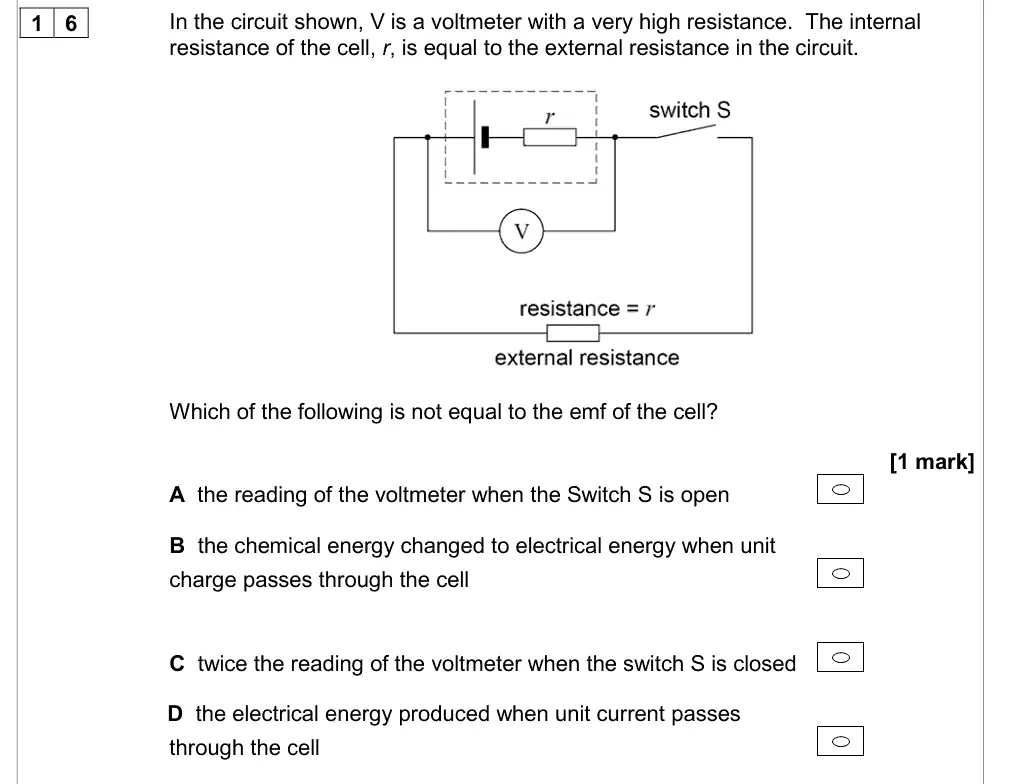 1 6
In the circuit shown, V is a voltmeter with a very high resistance. The internal
resistance of the cell, r, is equal to the external resistance in the circuit.
r
switch S
V
resistance = r
external resistance
Which of the following is not equal to the emf of the cell?
[1 mark]
A the reading of the voltmeter when the Switch S is open
B the chemical energy changed to electrical energy when unit
charge passes through the cell
C twice the reading of the voltmeter when the switch S is closed
D the electrical energy produced when unit current passes
through the cell